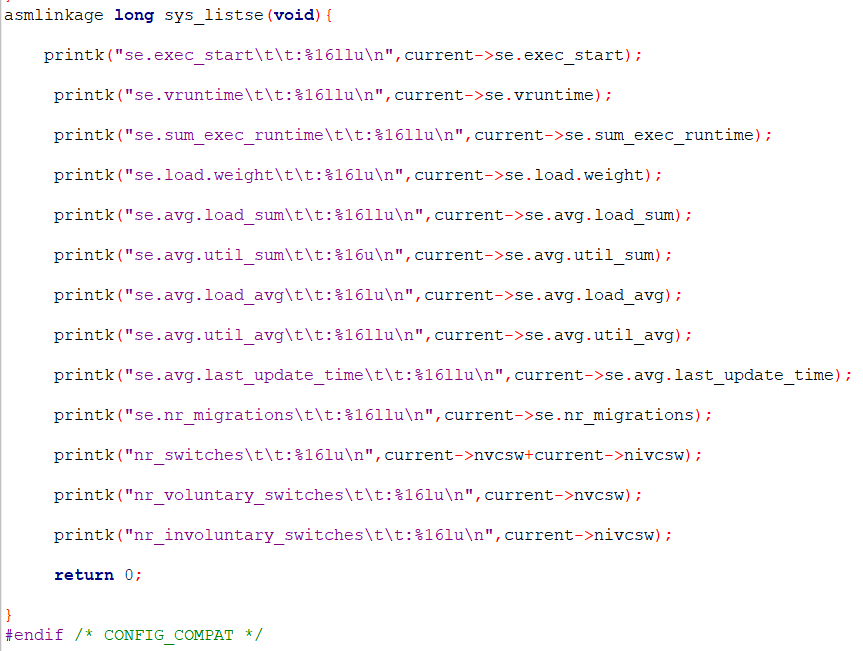 asmlinkage long sys_listse(void){
printk("se.exec_start\t\t:%16llu\n",current->se.exec_start);
printk("se.vruntime\t\t:%16llu\n",current->se.vruntime);
printk("se.sum_exec_runtime\t\t:%16llu\n",current->se.sum_exec_runtime);
printk("se.load.weight\t\t:%16lu\n",current->se.load.weight);
printk("se.avg.load_sum\t\t:%16llu\n",current->se.avg.load_sum);
printk("se.avg.util_sum\t\t:%16u\n",current->se.avg.util_sum);
printk("se.avg.load_avg\t\t:%16lu\n",current->se.avg.load_avg);
printk("se.avg.util_avg\t\t:%16llu\n",current->se.avg.util_avg);
printk("se.avg.last_update_time\t\t:%16llu\n",current->se.avg.last_update_time);
printk("se.nr_migrations\t\t:%16llu\n",current->se.nr_migrations);
printk("nr_switches\t\t:%16lu\n",current->nvcsw+current->nivcsw);
printk("nr_voluntary_switches\t\t:%16lu\n",current->nvcsw);
printk("nr_involuntary_switches\t\t:%16lu\n",current->nivcsw);
return 0;
}
#endif /* CONFIG_COMPAT */